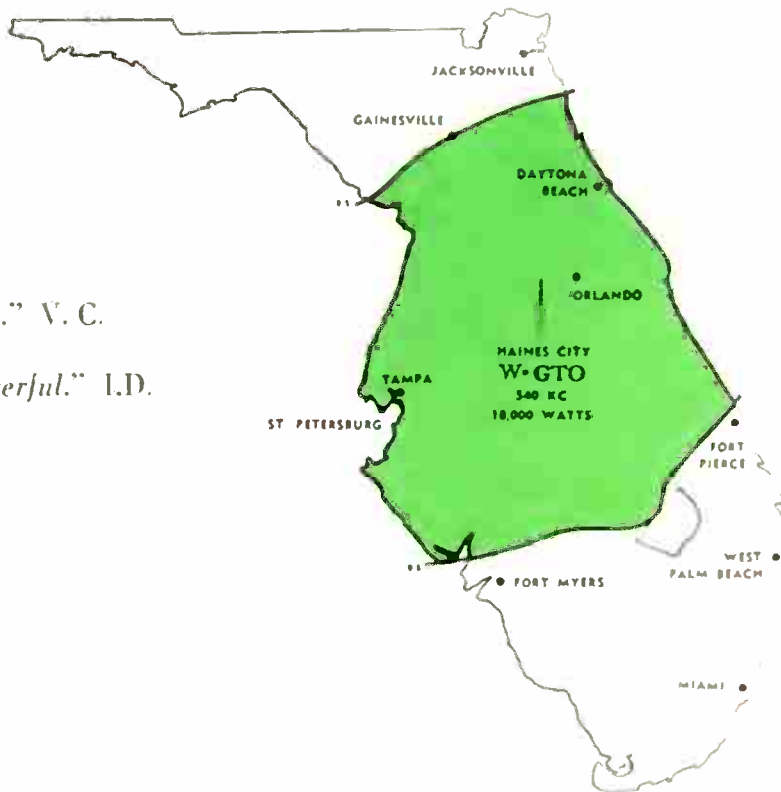 JACKSONVILLE
GAINESVILLE
DAYTONA
BEACH
ORLANDO
." V. C.
HAINES CITY
W-GTO
540 KC
10,000 WATTS
TAMPA
erful." I.D.
ST PETERSBURG
FORT
PIERCE
WEST
PALM BEACH
FORT MYERS
MIAMI